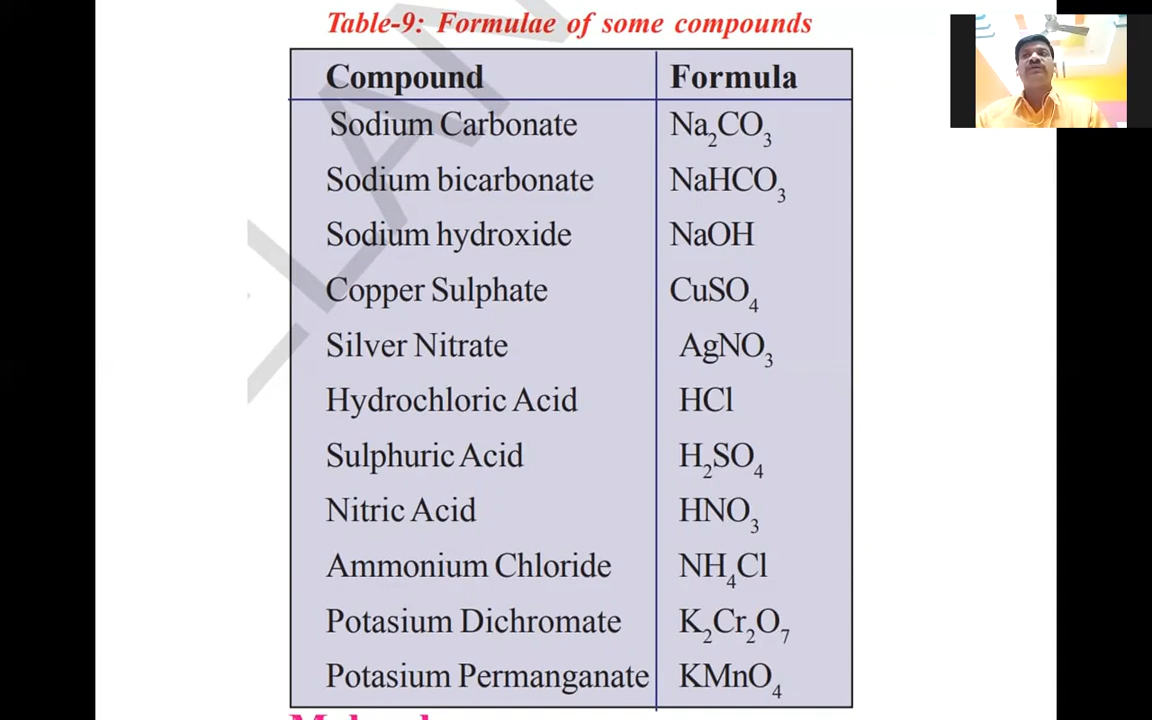 Table-9: Formulae of some compounds
Compound Formula
Sodium Carbonate Na₂CO₃
Sodium bicarbonate NaHCO₃
Sodium hydroxide NaOH
Copper Sulphate CuSO₄
Silver Nitrate AgNO₃
Hydrochloric Acid HCl
Sulphuric Acid H₂SO₄
Nitric Acid HNO₃
Ammonium Chloride NH₄Cl
Potasium Dichromate K₂Cr₂O₇
Potasium Permanganate KMnO₄